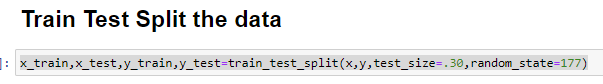 Train Test Split the data
]: x_train,x_test,y_train,y_test=train_test_split(x,y,test_size=.30,random_state=177)